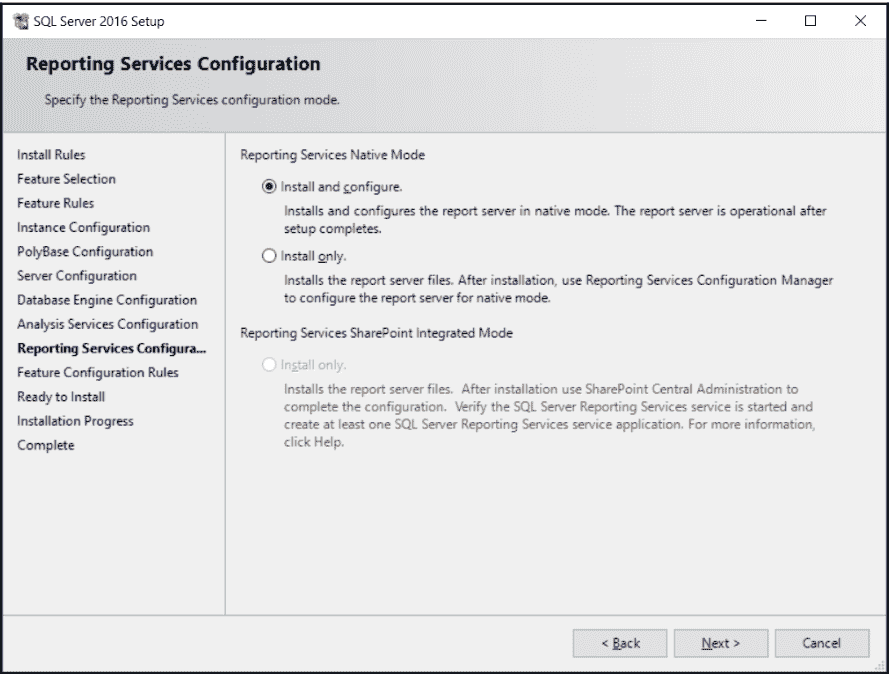 SQL Server 2016 Setup
Reporting Services Configuration
Specify the Reporting Services configuration mode.
Install Rules
Feature Selection
Feature Rules
Instance Configuration
PolyBase Configuration
Server Configuration
Database Engine Configuration
Analysis Services Configuration
Reporting Services Configura...
Feature Configuration Rules
Ready to Install
Installation Progress
Complete
Reporting Services Native Mode
Install and configure.
Installs and configures the report server in native mode. The report server is operational after
setup completes.
Install only.
Installs the report server files. After installation, use Reporting Services Configuration Manager
to configure the report server for native mode.
Reporting Services SharePoint Integrated Mode
Install only.
Installs the report server files.  After installation use SharePoint Central Administration to
complete the configuration.  Verify the SQL Server Reporting Services service is started and
create at least one SQL Server Reporting Services service application. For more information,
click Help.
< Back
Next >
Cancel